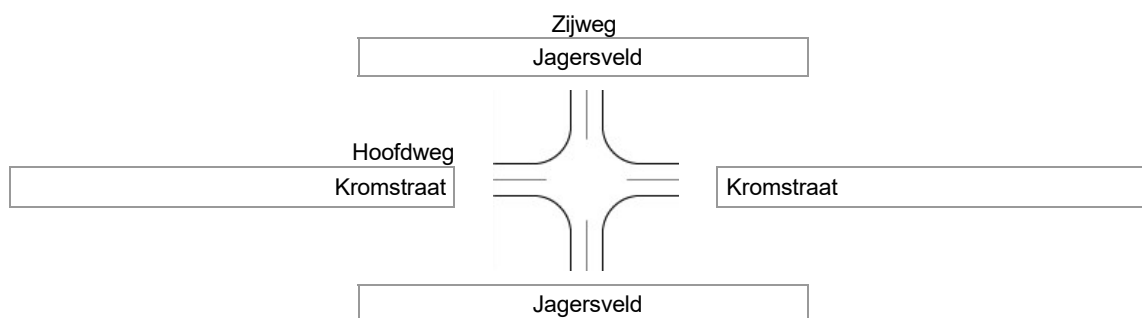 Zijweg
Jagersveld
Hoofdweg
Kromstraat
Kromstraat
Jagersveld